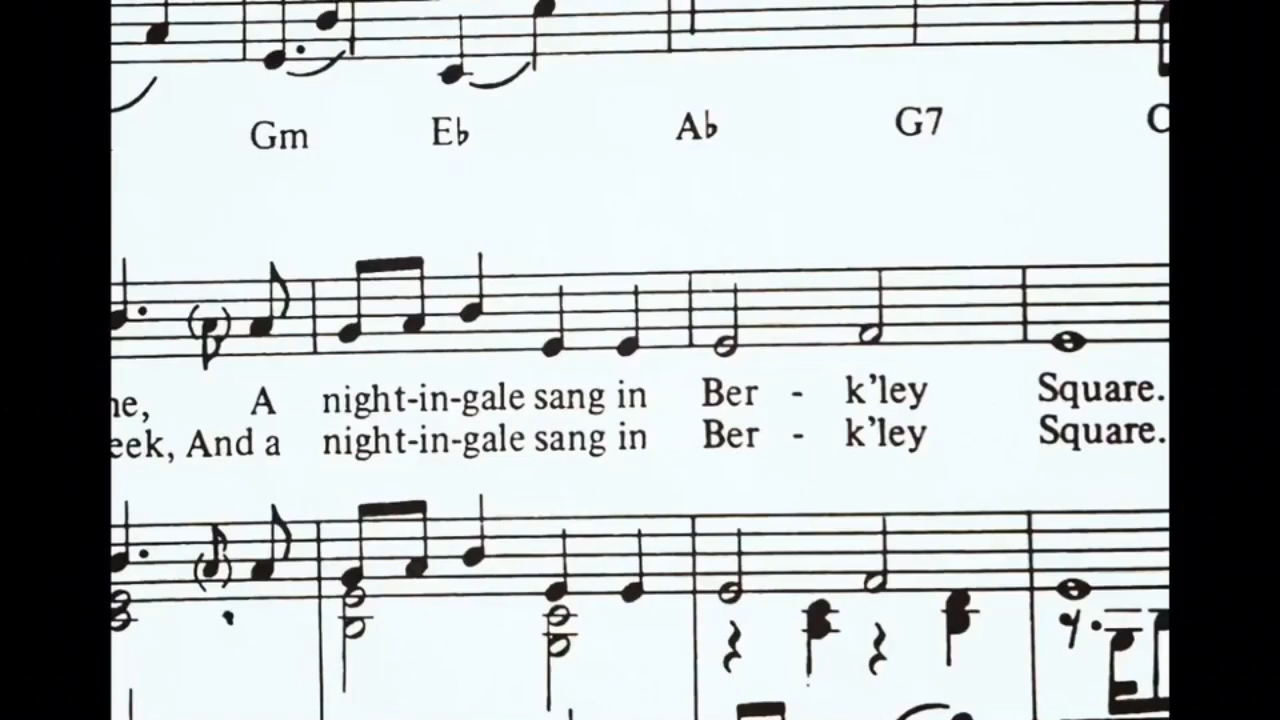 Gm Eb Ab G7 C
A night-in-gale sang in Ber - k'ley Square.
And a night-in-gale sang in Ber - k'ley Square.